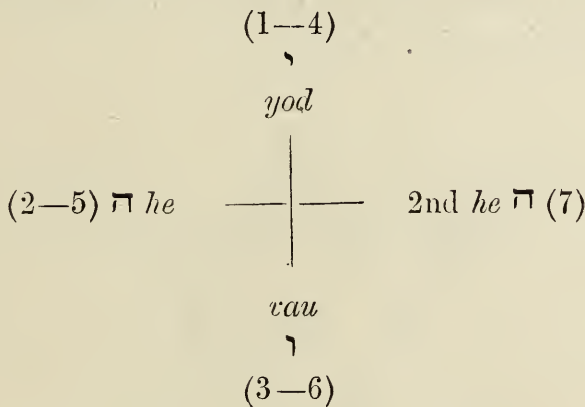 (1—4)
י
yod
(2—5) ה he 2nd he ה (7)
vau
ו
(3—6)